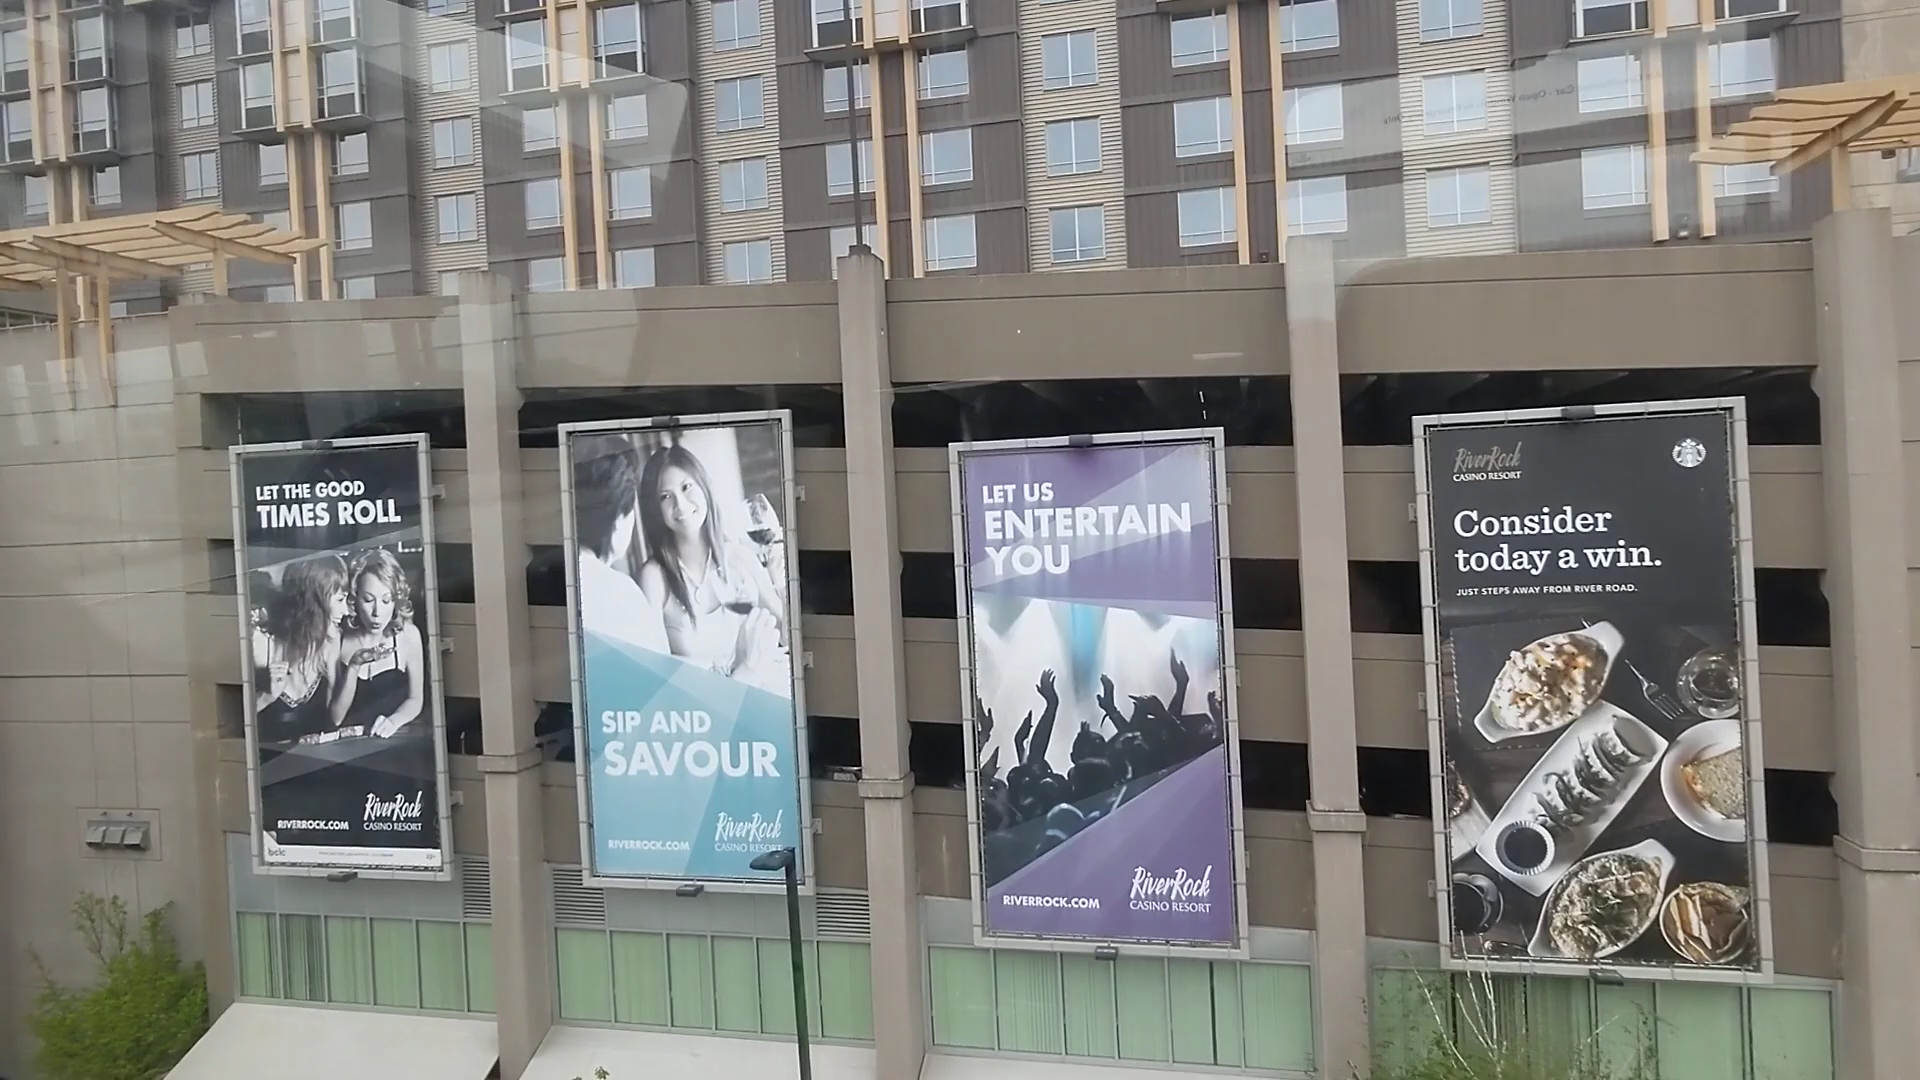 LET THE GOOD
TIMES ROLL
RIVERROCK.COM
RiverRock
CASINO RESORT
bclc
SIP AND
SAVOUR
RIVERROCK.COM
RiverRock
CASINO RESORT
LET US
ENTERTAIN
YOU
RIVERROCK.COM
RiverRock
CASINO RESORT
RiverRock
CASINO RESORT
Consider
today a win.
JUST STEPS AWAY FROM RIVER ROAD.